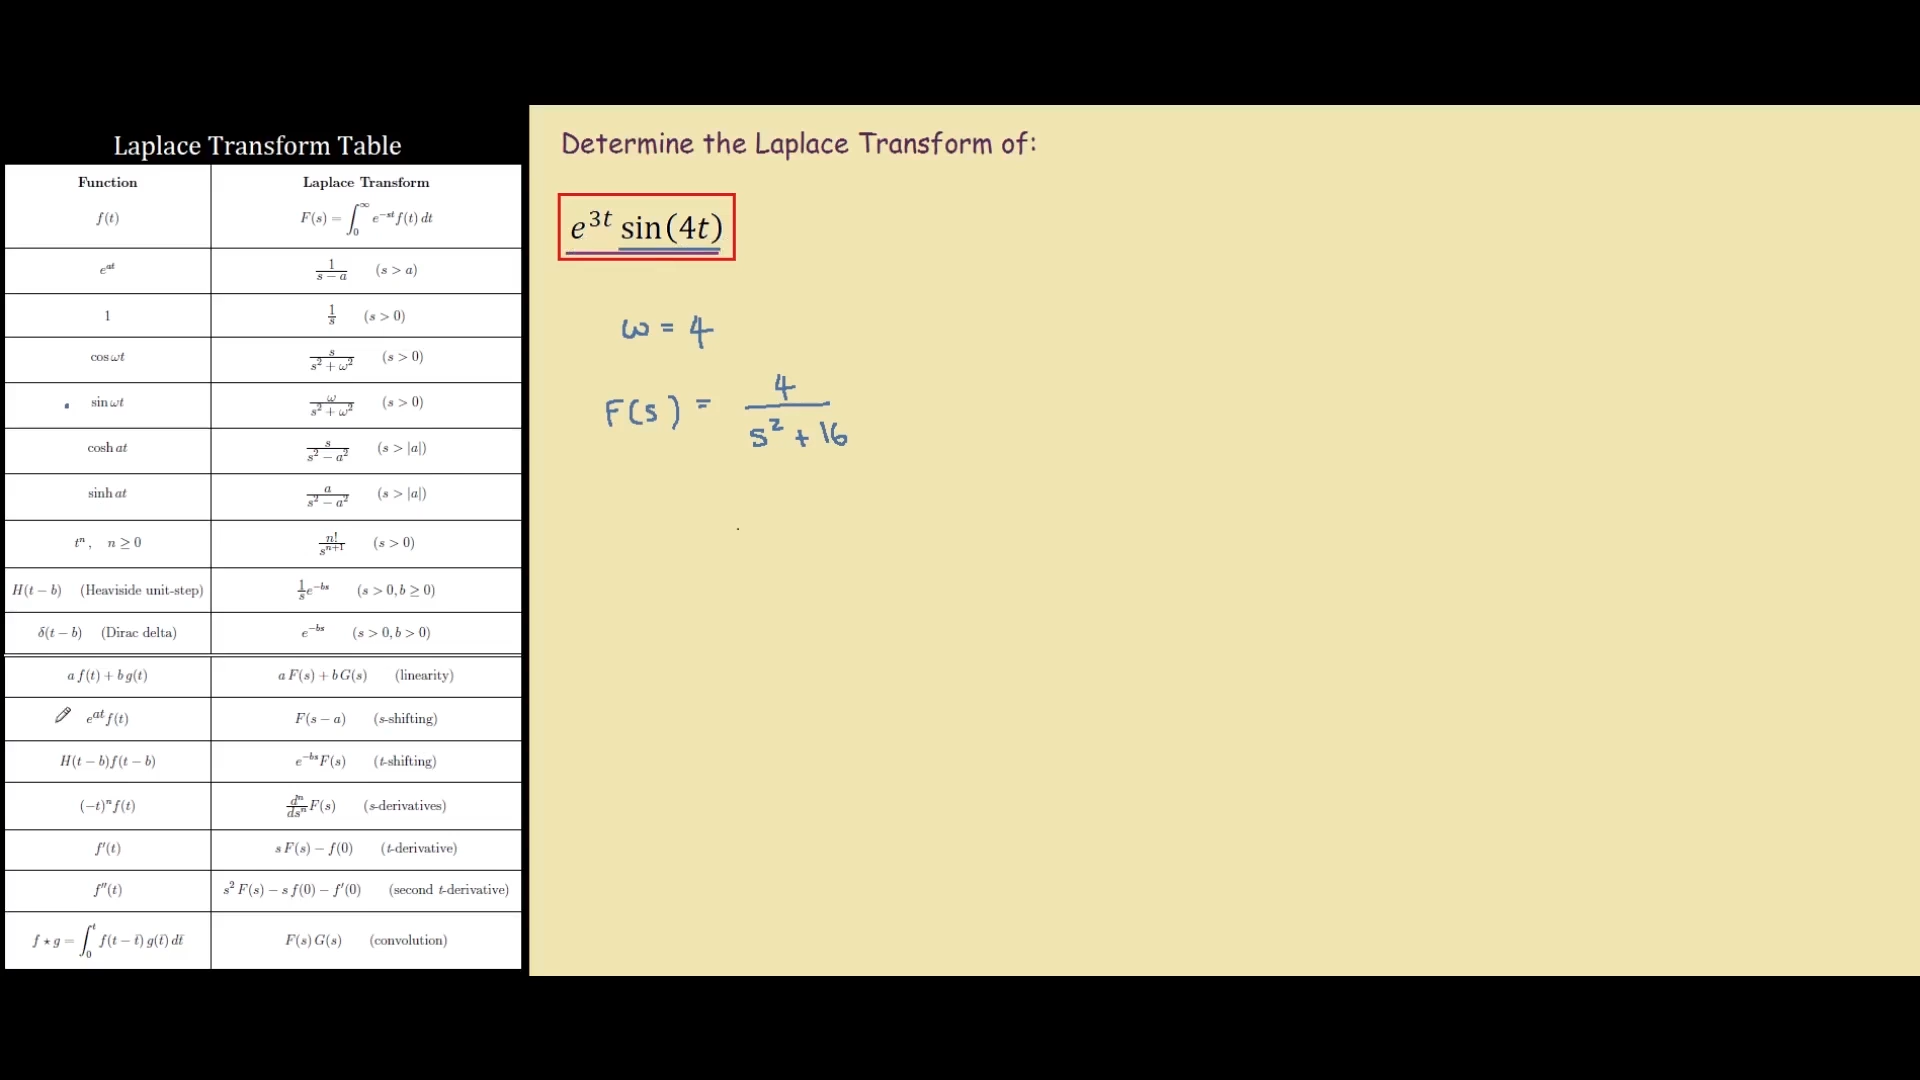 Laplace Transform Table
Function Laplace Transform
f(t) F(s) = ∫₀^∞ e^{-st} f(t) dt
e^{at} 1/(s − a) (s > a)
1 1/s (s > 0)
cos ωt s/(s² + ω²) (s > 0)
sin ωt ω/(s² + ω²) (s > 0)
cosh at s/(s² − a²) (s > |a|)
sinh at a/(s² − a²) (s > |a|)
tⁿ, n ≥ 0 n!/s^{n+1} (s > 0)
H(t − b) (Heaviside unit-step) 1/s e^{-bs} (s > 0, b ≥ 0)
δ(t − b) (Dirac delta) e^{-bs} (s > 0, b > 0)
a f(t) + b g(t) a F(s) + b G(s) (linearity)
e^{at} f(t) F(s − a) (s-shifting)
H(t − b)f(t − b) e^{-bs}F(s) (t-shifting)
(−t)ⁿ f(t) dⁿ/dsⁿ F(s) (s-derivatives)
f′(t) s F(s) − f(0) (t-derivative)
f″(t) s² F(s) − s f(0) − f′(0) (second t-derivative)
f ⋆ g = ∫₀^t f(t − t̄) g(t̄) dt̄ F(s) G(s) (convolution)
Determine the Laplace Transform of:
e^{3t} sin(4t)
ω = 4
F(s) = 4/(s² + 16)